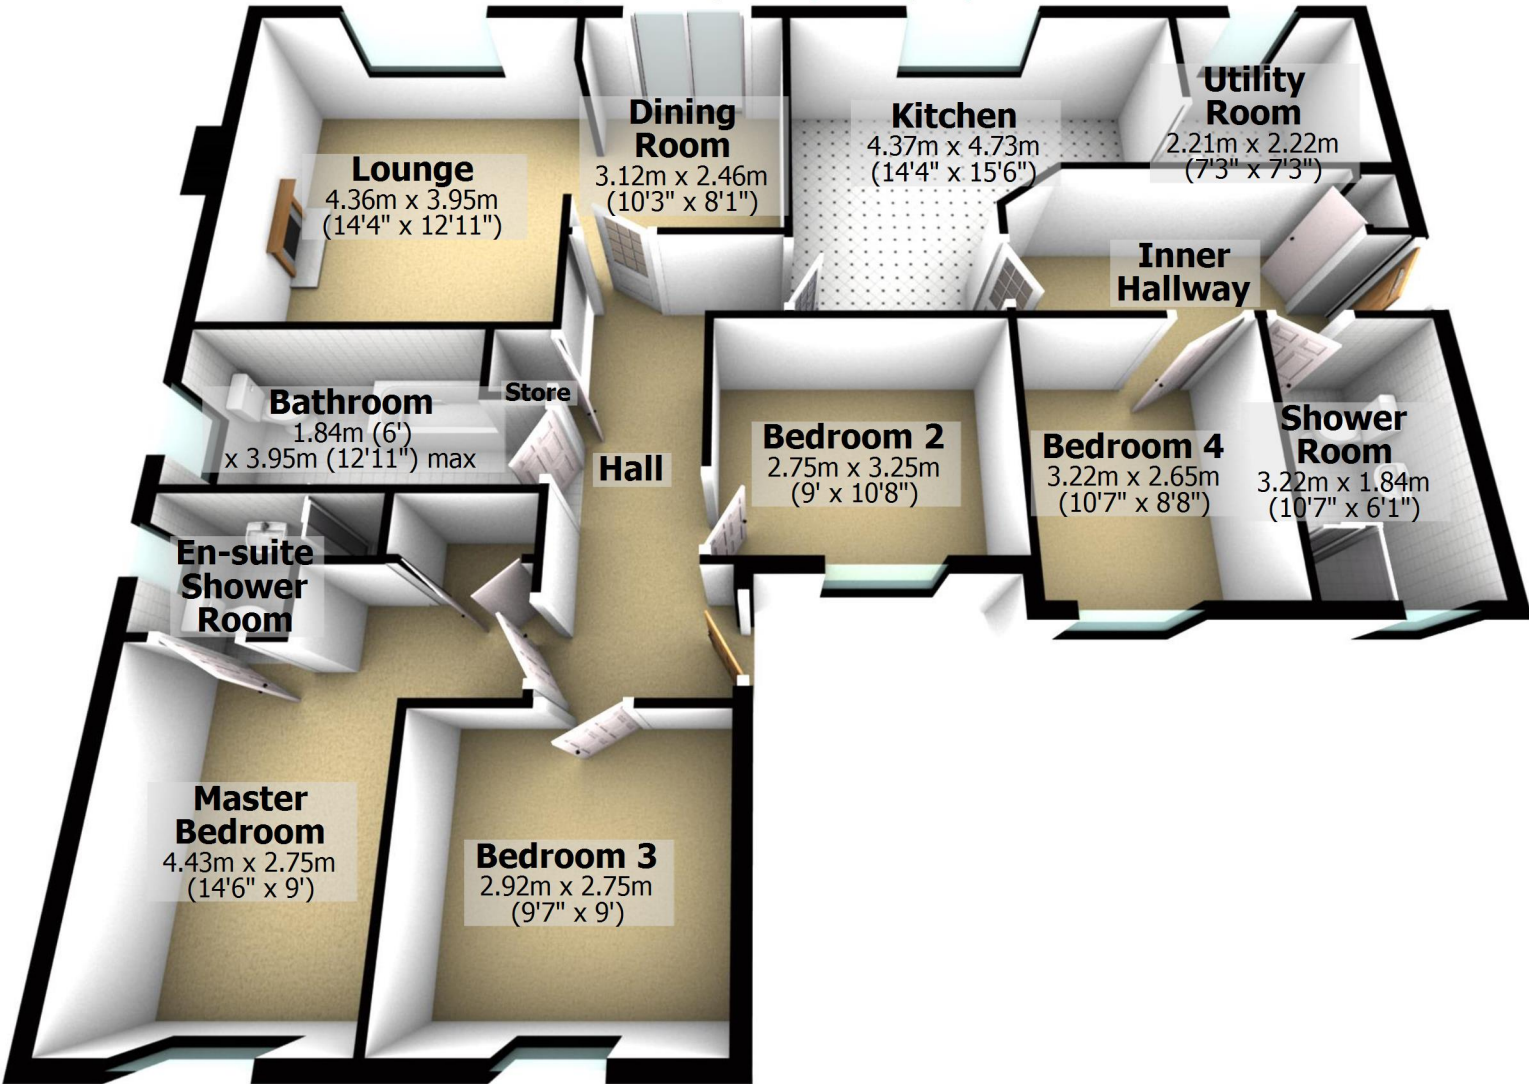 Lounge
4.36m x 3.95m
(14'4" x 12'11")
Dining
Room
3.12m x 2.46m
(10'3" x 8'1")
Kitchen
4.37m x 4.73m
(14'4" x 15'6")
Utility
Room
2.21m x 2.22m
(7'3" x 7'3")
Inner
Hallway
Bathroom
1.84m (6')
x 3.95m (12'11") max
Store
Hall
Bedroom 2
2.75m x 3.25m
(9' x 10'8")
Bedroom 4
3.22m x 2.65m
(10'7" x 8'8")
Shower
Room
3.22m x 1.84m
(10'7" x 6'1")
En-suite
Shower
Room
Master
Bedroom
4.43m x 2.75m
(14'6" x 9')
Bedroom 3
2.92m x 2.75m
(9'7" x 9')